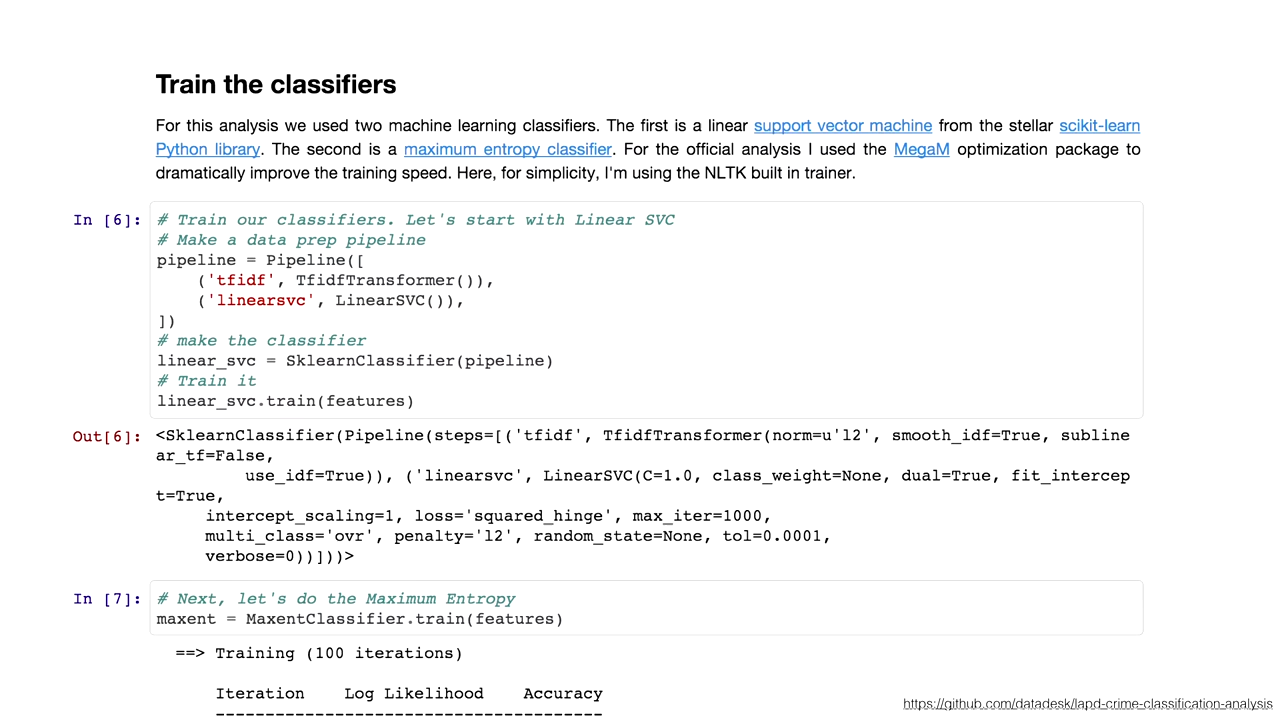 Train the classifiers
For this analysis we used two machine learning classifiers. The first is a linear support vector machine from the stellar scikit-learn
Python library. The second is a maximum entropy classifier. For the official analysis I used the MegaM optimization package to
dramatically improve the training speed. Here, for simplicity, I'm using the NLTK built in trainer.
In [6]: # Train our classifiers. Let's start with Linear SVC
# Make a data prep pipeline
pipeline = Pipeline([
    ('tfidf', TfidfTransformer()),
    ('linearsvc', LinearSVC()),
])
# make the classifier
linear_svc = SklearnClassifier(pipeline)
# Train it
linear_svc.train(features)
Out[6]: <SklearnClassifier(Pipeline(steps=[('tfidf', TfidfTransformer(norm=u'l2', smooth_idf=True, subline
ar_tf=False,
         use_idf=True)), ('linearsvc', LinearSVC(C=1.0, class_weight=None, dual=True, fit_intercep
t=True,
     intercept_scaling=1, loss='squared_hinge', max_iter=1000,
     multi_class='ovr', penalty='l2', random_state=None, tol=0.0001,
     verbose=0))]))>
In [7]: # Next, let's do the Maximum Entropy
maxent = MaxentClassifier.train(features)
  ==> Training (100 iterations)
      Iteration    Log Likelihood    Accuracy
      ---------------------------------------
https://github.com/datadesk/lapd-crime-classification-analysis